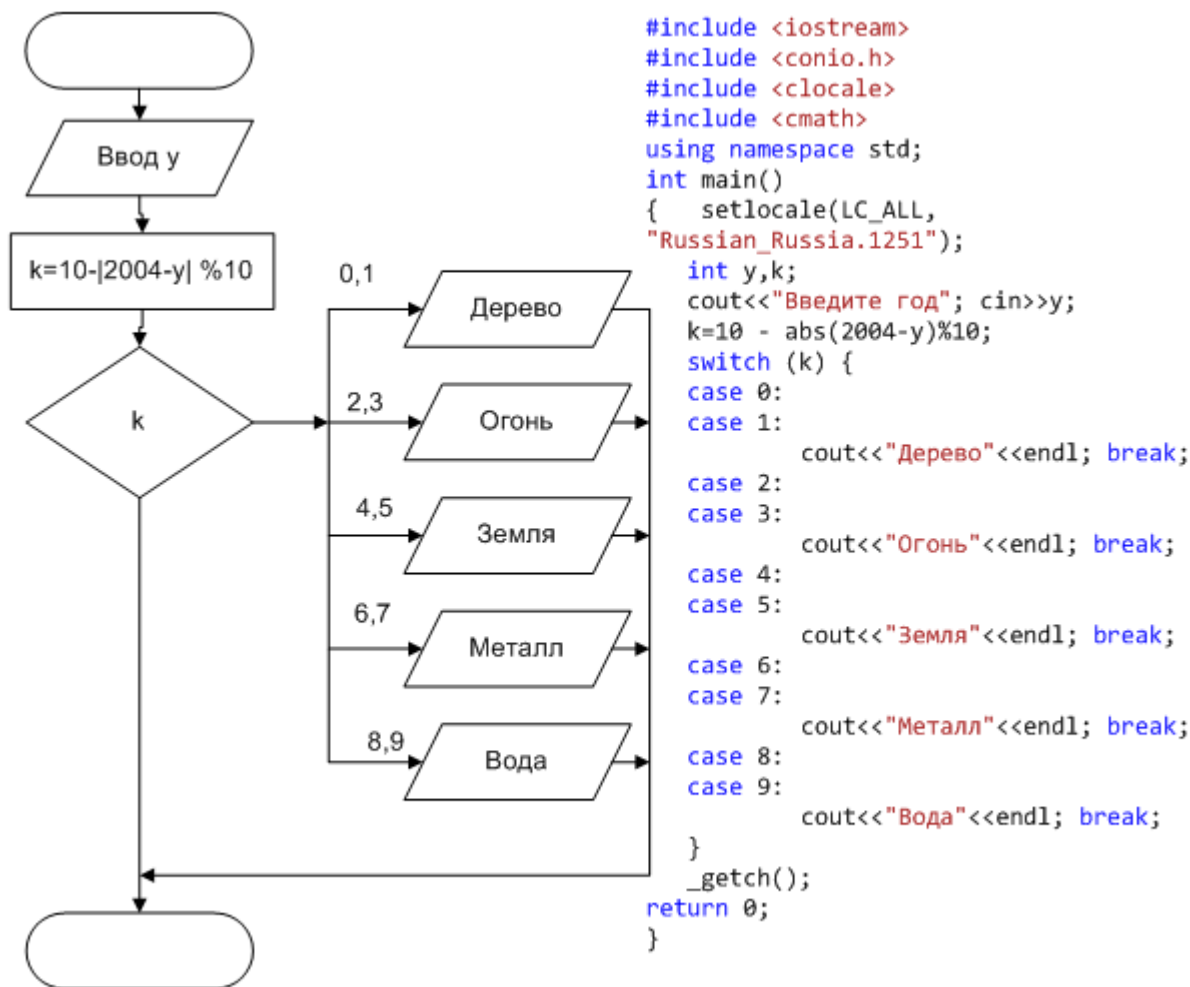 Ввод y
k=10-|2004-y| %10
k
0,1
Дерево
2,3
Огонь
4,5
Земля
6,7
Металл
8,9
Вода
#include <iostream>
#include <conio.h>
#include <clocale>
#include <cmath>
using namespace std;
int main()
{   setlocale(LC_ALL,
"Russian_Russia.1251");
   int y,k;
   cout<<"Введите год"; cin>>y;
   k=10 - abs(2004-y)%10;
   switch (k) {
   case 0:
   case 1:
           cout<<"Дерево"<<endl; break;
   case 2:
   case 3:
           cout<<"Огонь"<<endl; break;
   case 4:
   case 5:
           cout<<"Земля"<<endl; break;
   case 6:
   case 7:
           cout<<"Металл"<<endl; break;
   case 8:
   case 9:
           cout<<"Вода"<<endl; break;
   }
   _getch();
return 0;
}